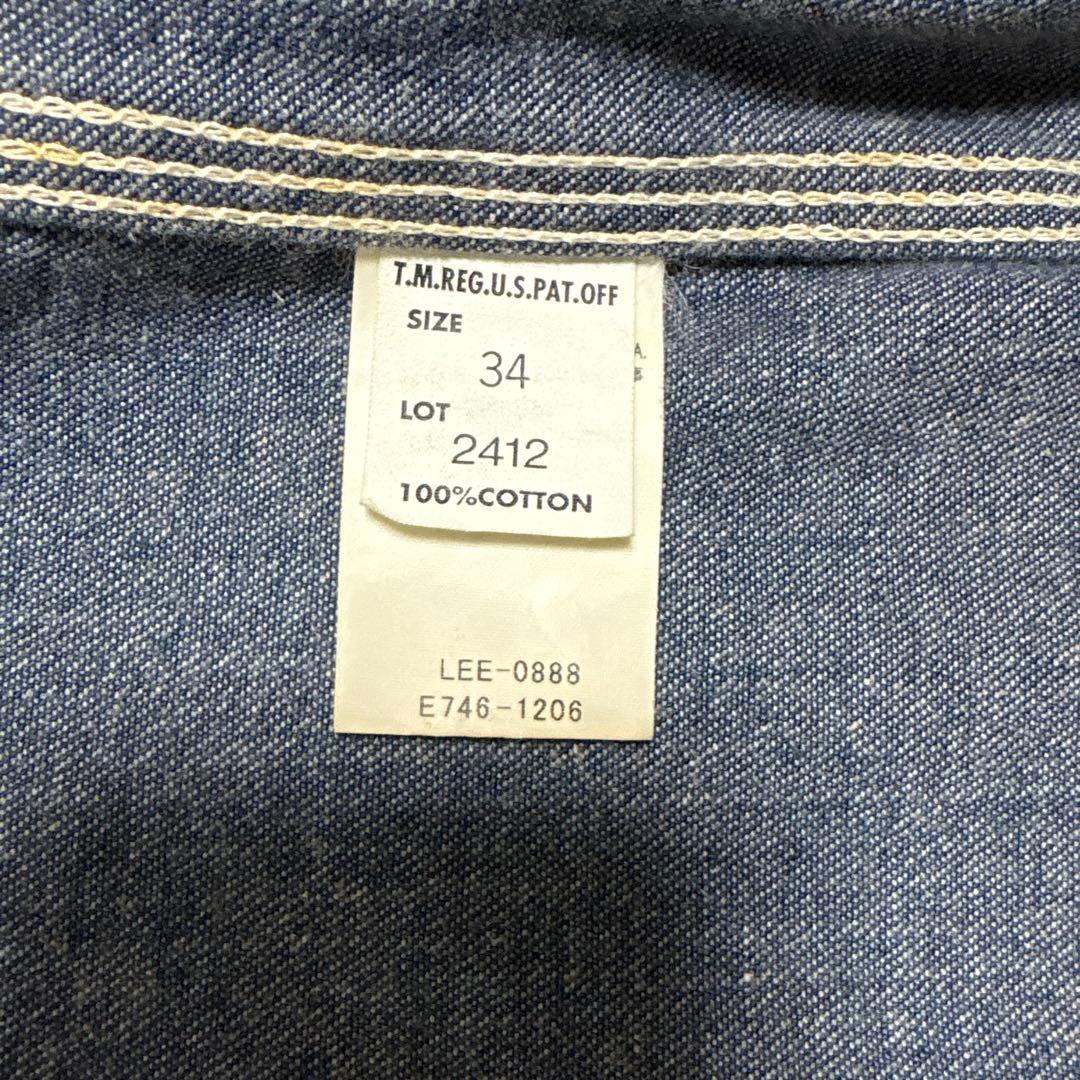 T.M.REG.U.S.PAT.OFF
SIZE
34
LOT
2412
100%COTTON
A.
LEE-0888
E746-1206